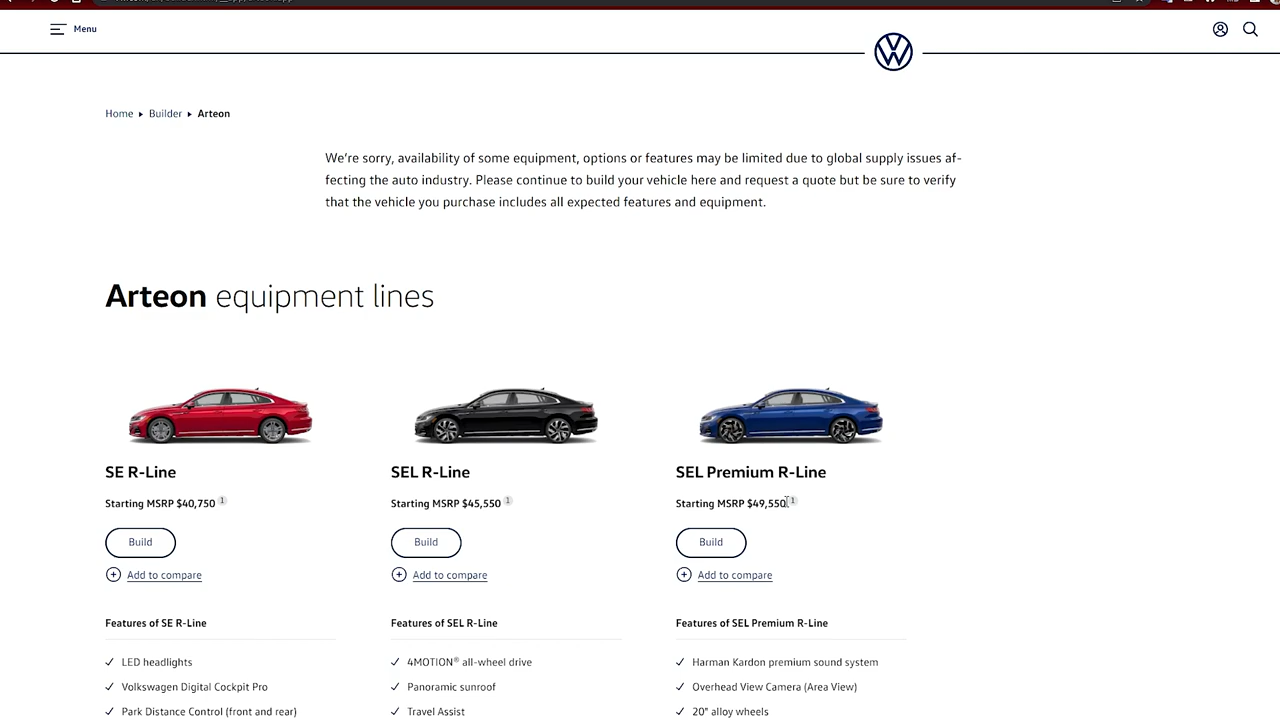 Menu
Home ▸ Builder ▸ Arteon
We're sorry, availability of some equipment, options or features may be limited due to global supply issues af-
fecting the auto industry. Please continue to build your vehicle here and request a quote but be sure to verify
that the vehicle you purchase includes all expected features and equipment.
Arteon equipment lines
SE R-Line
Starting MSRP $40,750 1
Build
Add to compare
Features of SE R-Line
LED headlights
Volkswagen Digital Cockpit Pro
Park Distance Control (front and rear)
SEL R-Line
Starting MSRP $45,550 1
Build
Add to compare
Features of SEL R-Line
4MOTION® all-wheel drive
Panoramic sunroof
Travel Assist
SEL Premium R-Line
Starting MSRP $49,550 1
Build
Add to compare
Features of SEL Premium R-Line
Harman Kardon premium sound system
Overhead View Camera (Area View)
20" alloy wheels